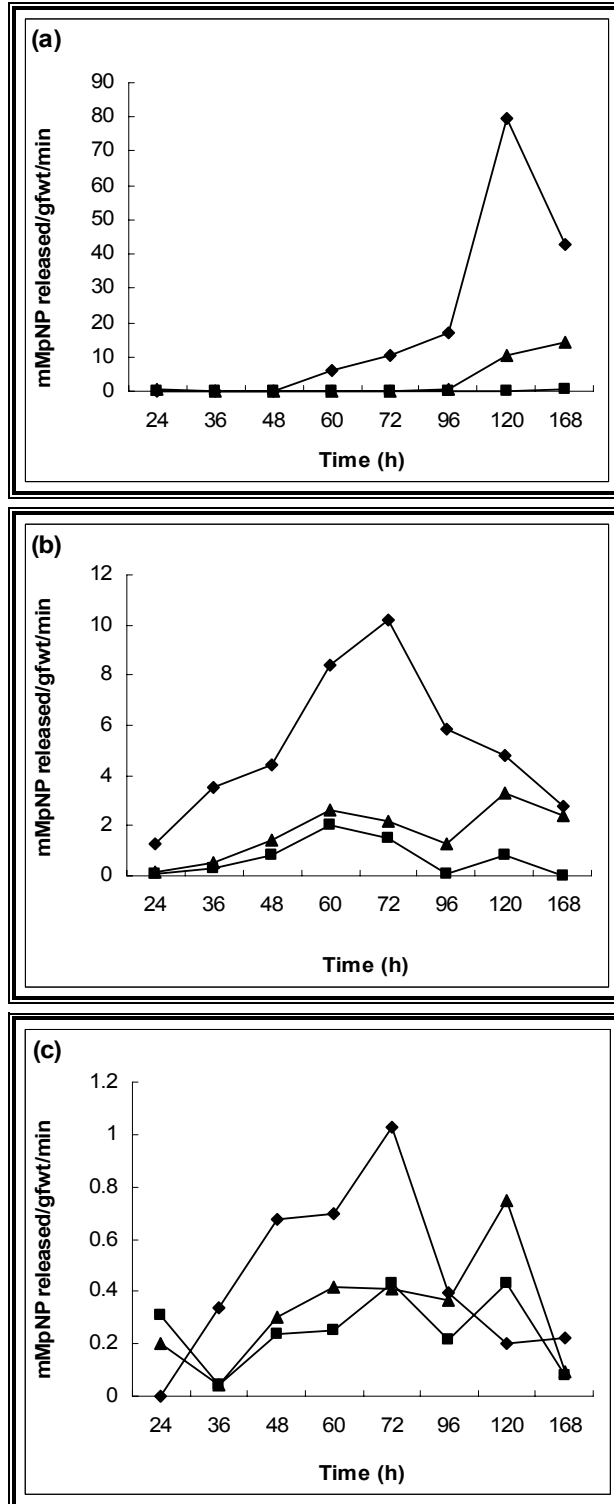 (a)
mMpNP released/gfwt/min
90
80
70
60
50
40
30
20
10
0
24 36 48 60 72 96 120 168
Time (h)
(b)
mMpNP released/gfwt/min
12
10
8
6
4
2
0
24 36 48 60 72 96 120 168
Time (h)
(c)
mMpNP released/gfwt/min
1.2
1
0.8
0.6
0.4
0.2
0
24 36 48 60 72 96 120 168
Time (h)